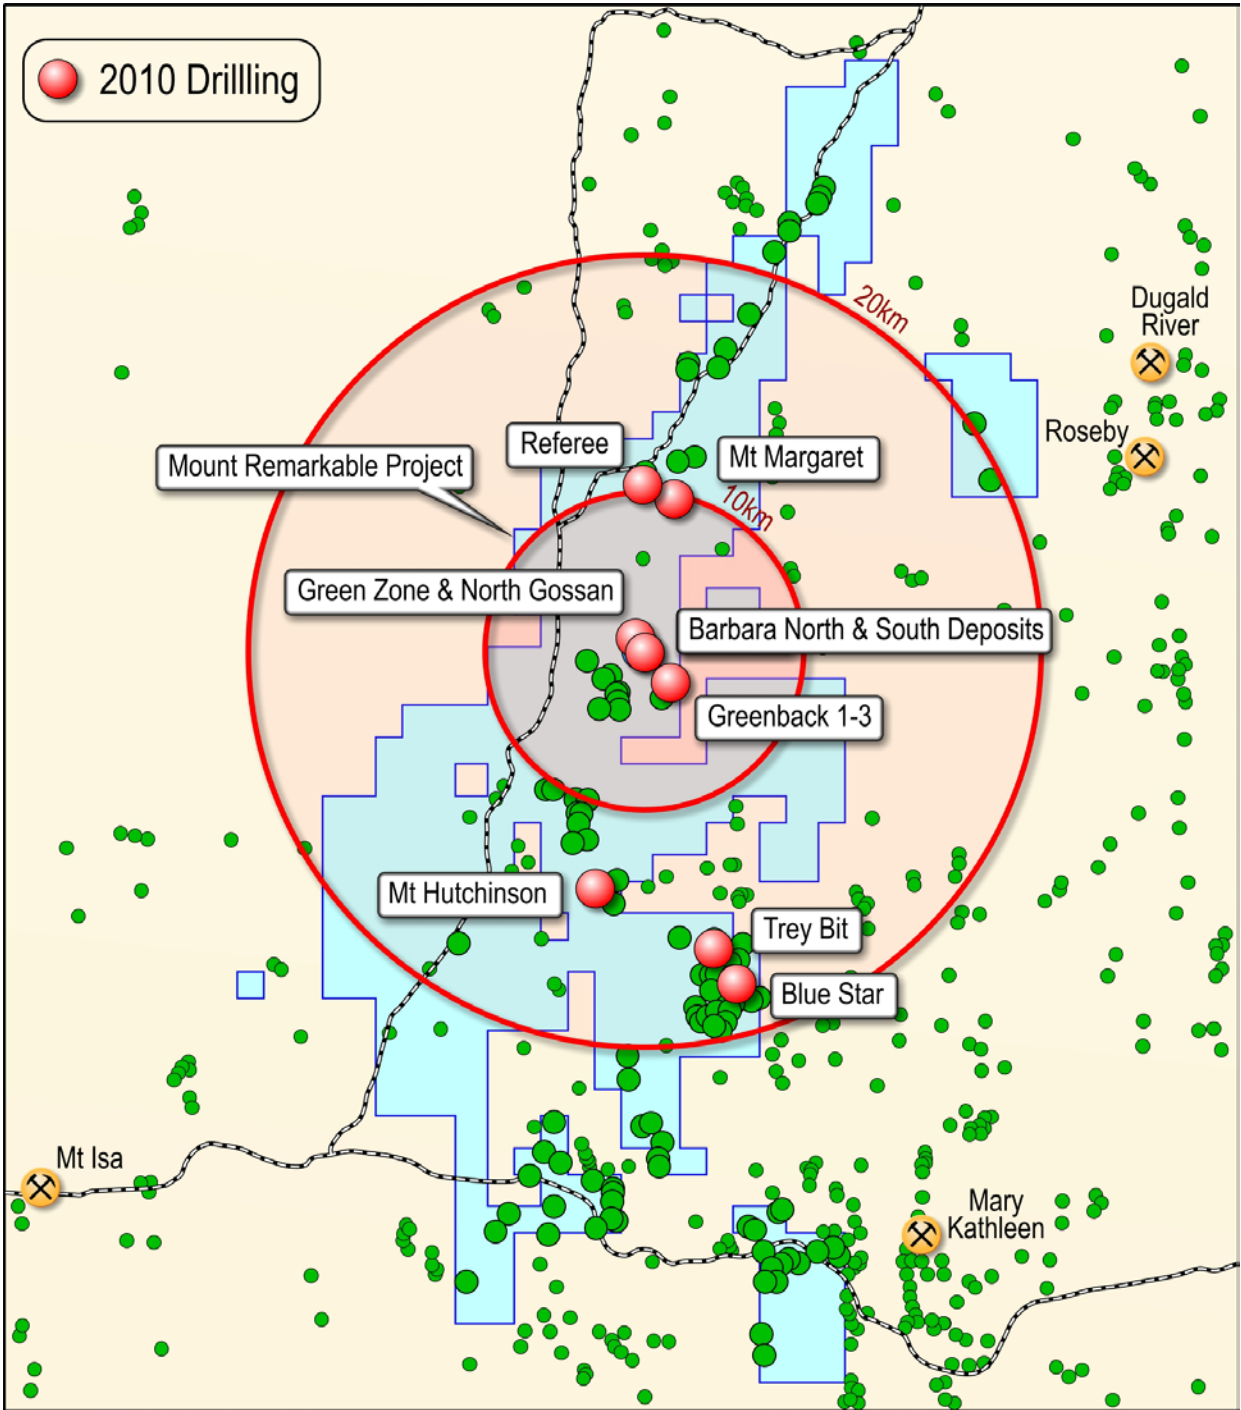 2010 Drillling
20km
Dugald
River
Roseby
Referee
Mount Remarkable Project
Mt Margaret
10km
Green Zone & North Gossan
Barbara North & South Deposits
Greenback 1-3
Mt Hutchinson
Trey Bit
Blue Star
Mt Isa
Mary
Kathleen